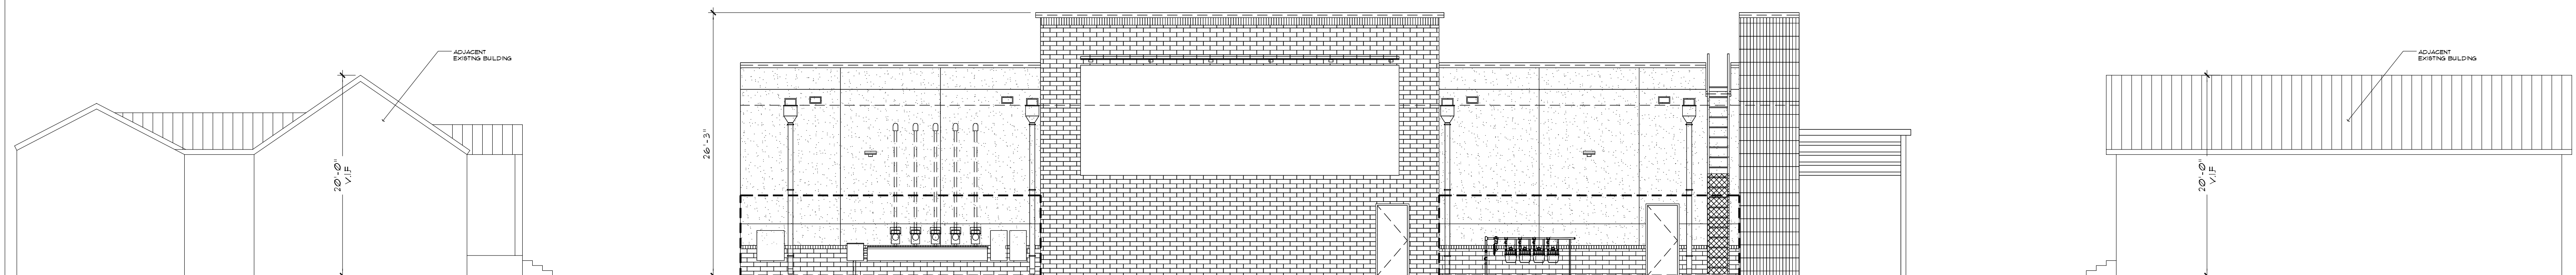 ADJACENT
EXISTING BUILDING
20'-0"
V.I.F.
26'-3"
ADJACENT
EXISTING BUILDING
20'-0"
V.I.F.